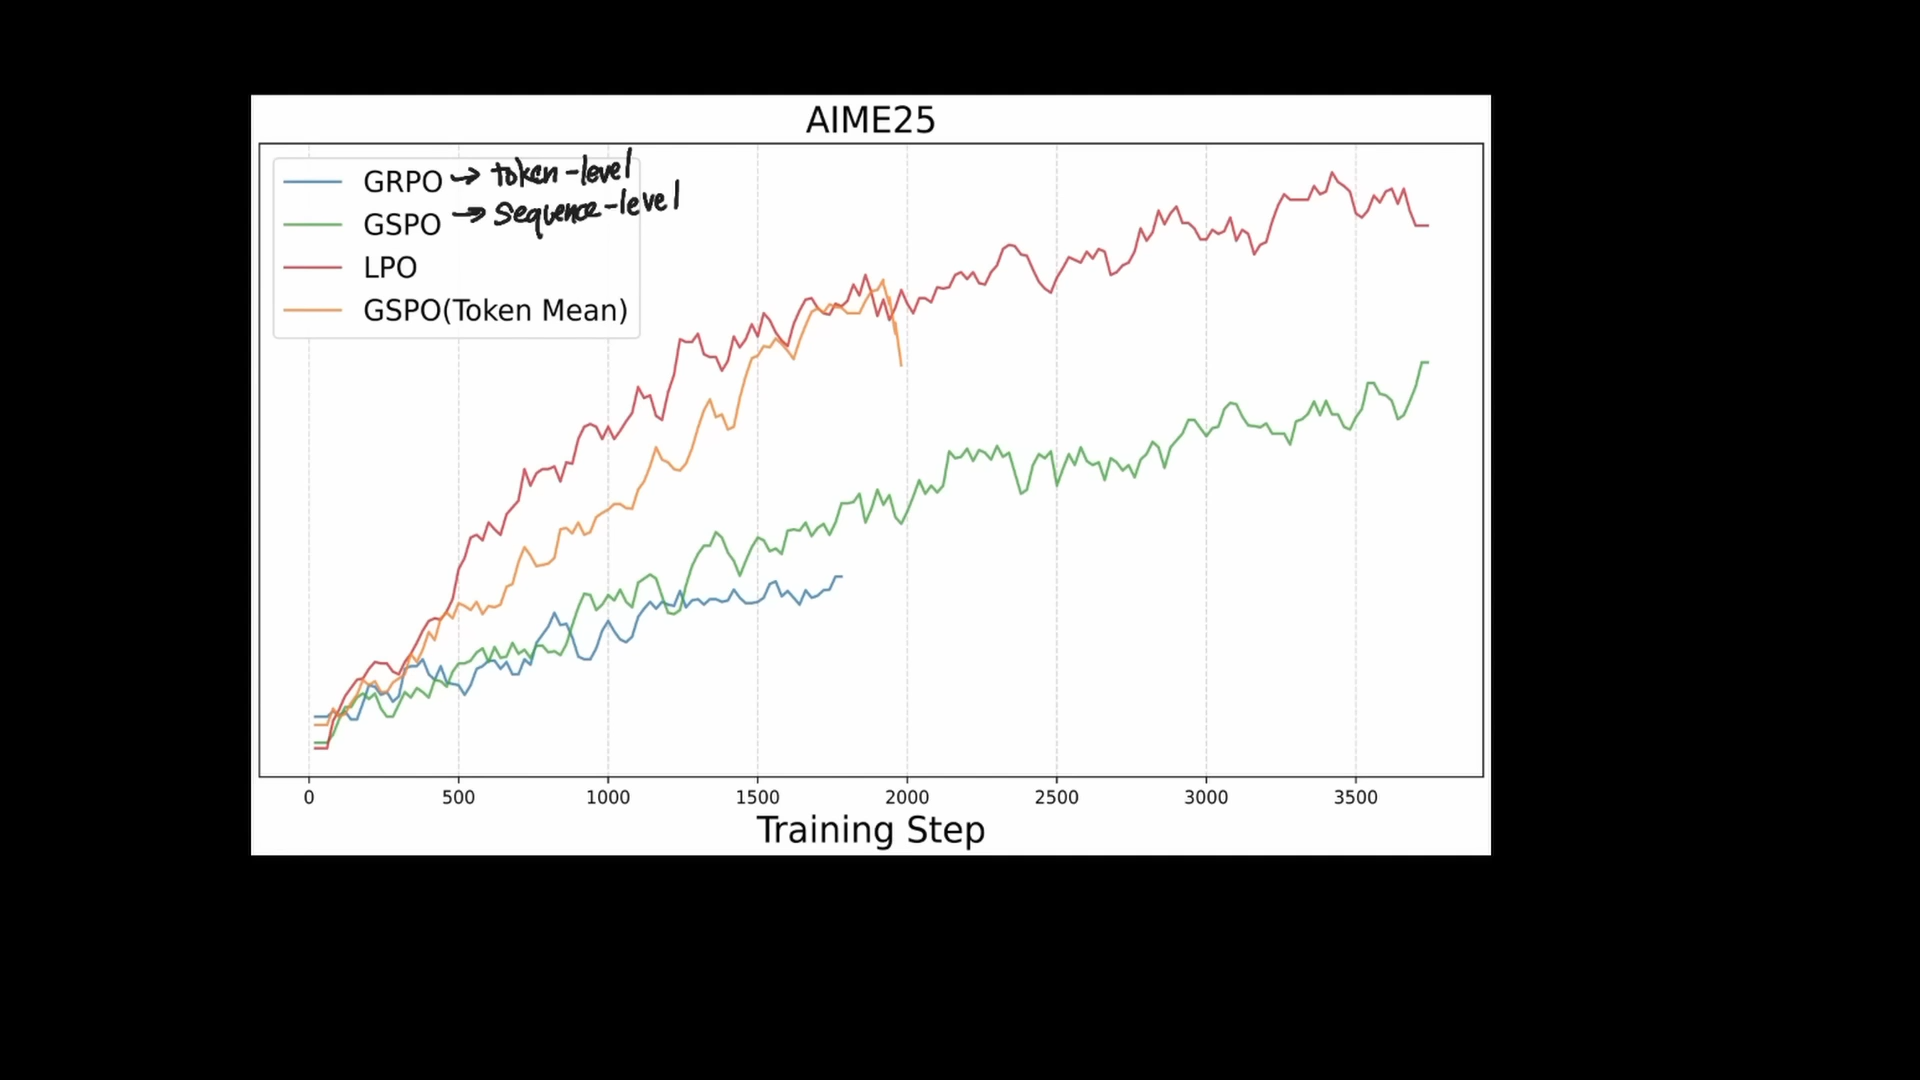 AIME25
GRPO → token-level
GSPO → Sequence-level
LPO
GSPO(Token Mean)
0 500 1000 1500 2000 2500 3000 3500
Training Step